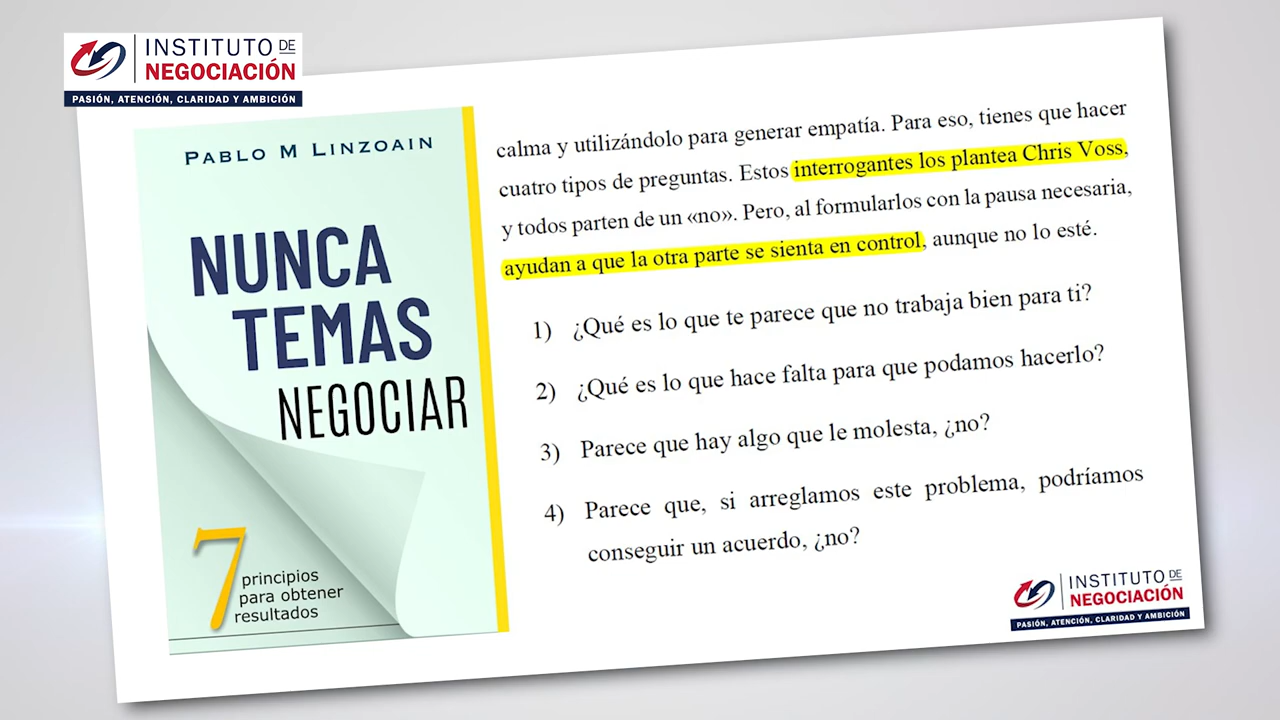 INSTITUTO DE
NEGOCIACIÓN
PASIÓN, ATENCIÓN, CLARIDAD Y AMBICIÓN
PABLO M LINZOAIN
NUNCA
TEMAS
NEGOCIAR
7 principios
para obtener
resultados
calma y utilizándolo para generar empatía. Para eso, tienes que hacer
cuatro tipos de preguntas. Estos interrogantes los plantea Chris Voss,
y todos parten de un «no». Pero, al formularlos con la pausa necesaria,
ayudan a que la otra parte se sienta en control, aunque no lo esté.
1) ¿Qué es lo que te parece que no trabaja bien para ti?
2) ¿Qué es lo que hace falta para que podamos hacerlo?
3) Parece que hay algo que le molesta, ¿no?
4) Parece que, si arreglamos este problema, podríamos
conseguir un acuerdo, ¿no?
INSTITUTO DE
NEGOCIACIÓN
PASIÓN, ATENCIÓN, CLARIDAD Y AMBICIÓN